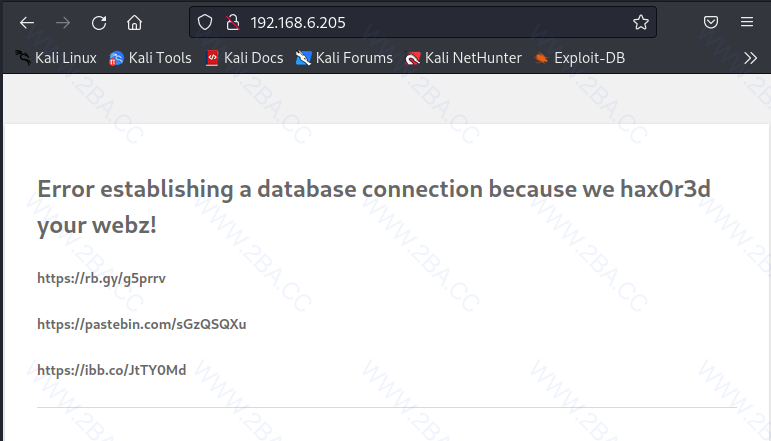 192.168.6.205
Kali Linux Kali Tools Kali Docs Kali Forums Kali NetHunter Exploit-DB
Error establishing a database connection because we hax0r3d
your webz!
https://rb.gy/g5prrv
https://pastebin.com/sGzQSQXu
https://ibb.co/JtTY0Md
WWW.2BA.CC